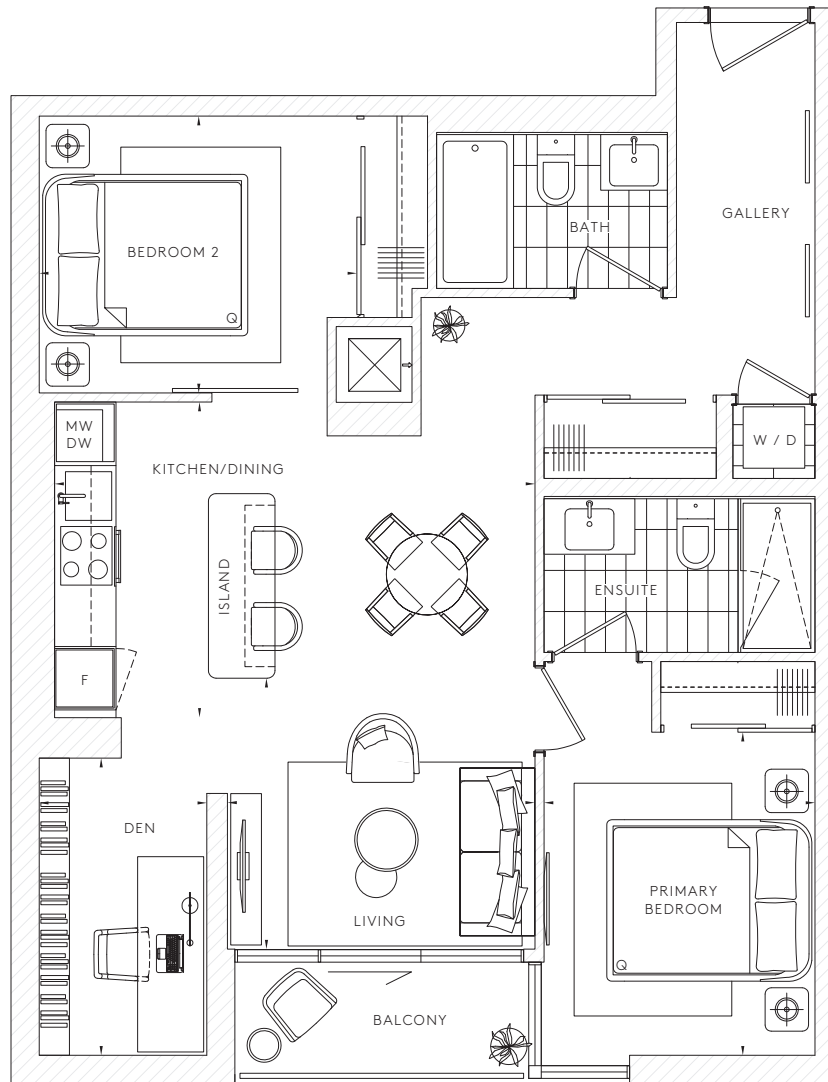 GALLERY
BATH
BEDROOM 2
Q
MW
DW
W / D
KITCHEN/DINING
ISLAND
ENSUITE
F
DEN
PRIMARY
BEDROOM
LIVING
Q
BALCONY